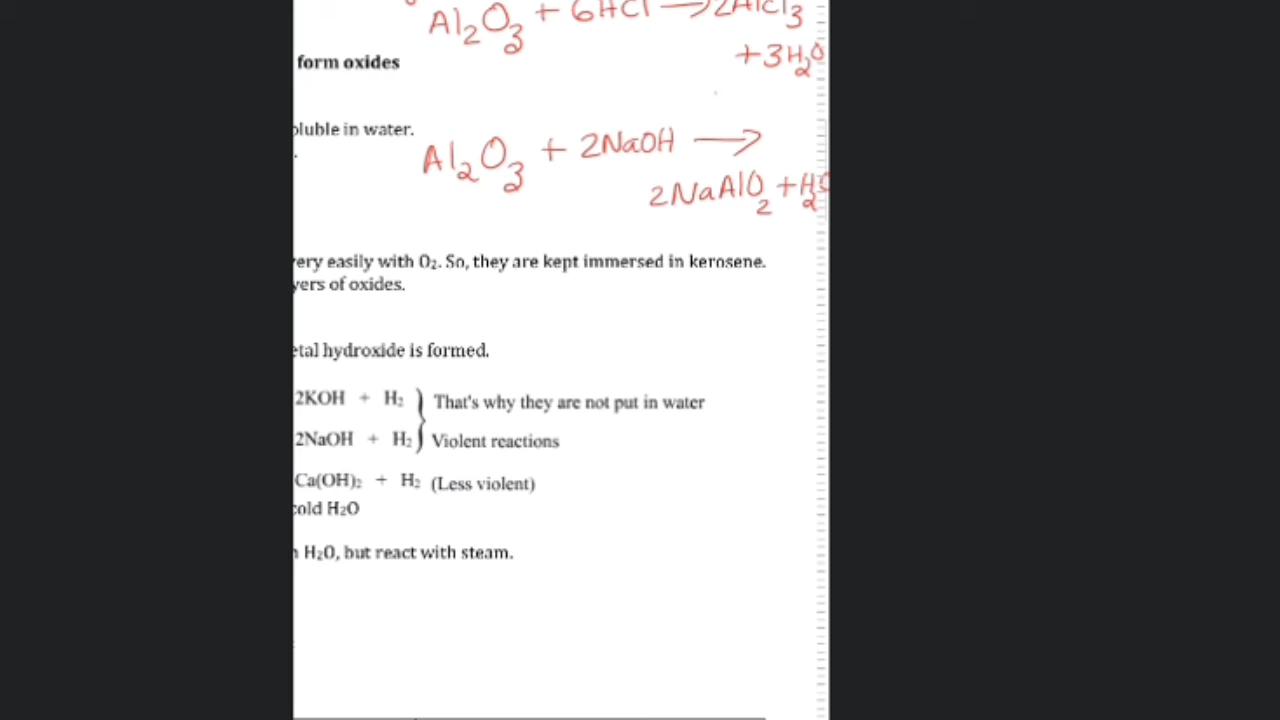 Al₂O₃ + 6HCl → 2AlCl₃
+ 3H₂O
form oxides
oluble in water.
Al₂O₃ + 2NaOH →
2NaAlO₂ + H₂O
very easily with O₂. So, they are kept immersed in kerosene.
yers of oxides.
etal hydroxide is formed.
2KOH + H₂ } That's why they are not put in water
2NaOH + H₂ } Violent reactions
Ca(OH)₂ + H₂ (Less violent)
cold H₂O
H₂O, but react with steam.